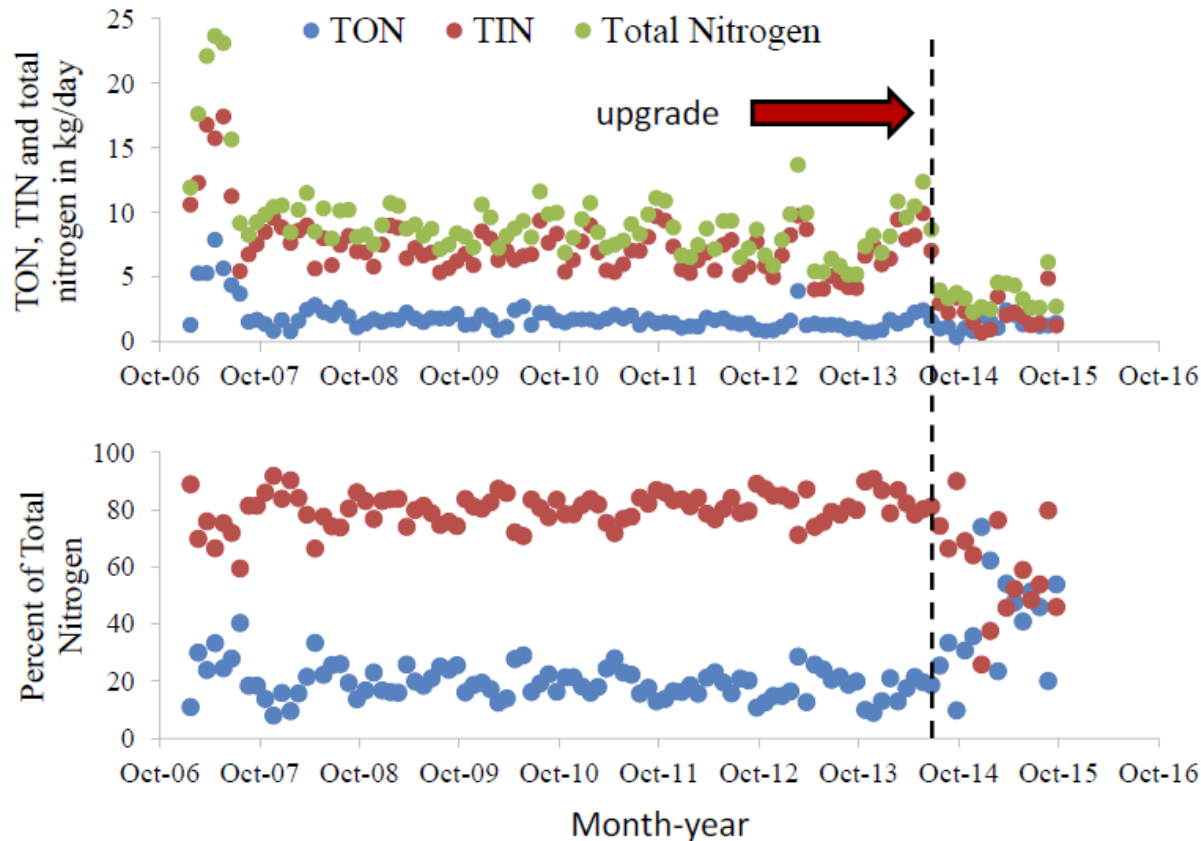 TON TIN Total Nitrogen
TON, TIN and total
nitrogen in kg/day
25
20
15
10
5
0
upgrade
Oct-06 Oct-07 Oct-08 Oct-09 Oct-10 Oct-11 Oct-12 Oct-13 Oct-14 Oct-15 Oct-16
Percent of Total
Nitrogen
100
80
60
40
20
0
Oct-06 Oct-07 Oct-08 Oct-09 Oct-10 Oct-11 Oct-12 Oct-13 Oct-14 Oct-15 Oct-16
Month-year